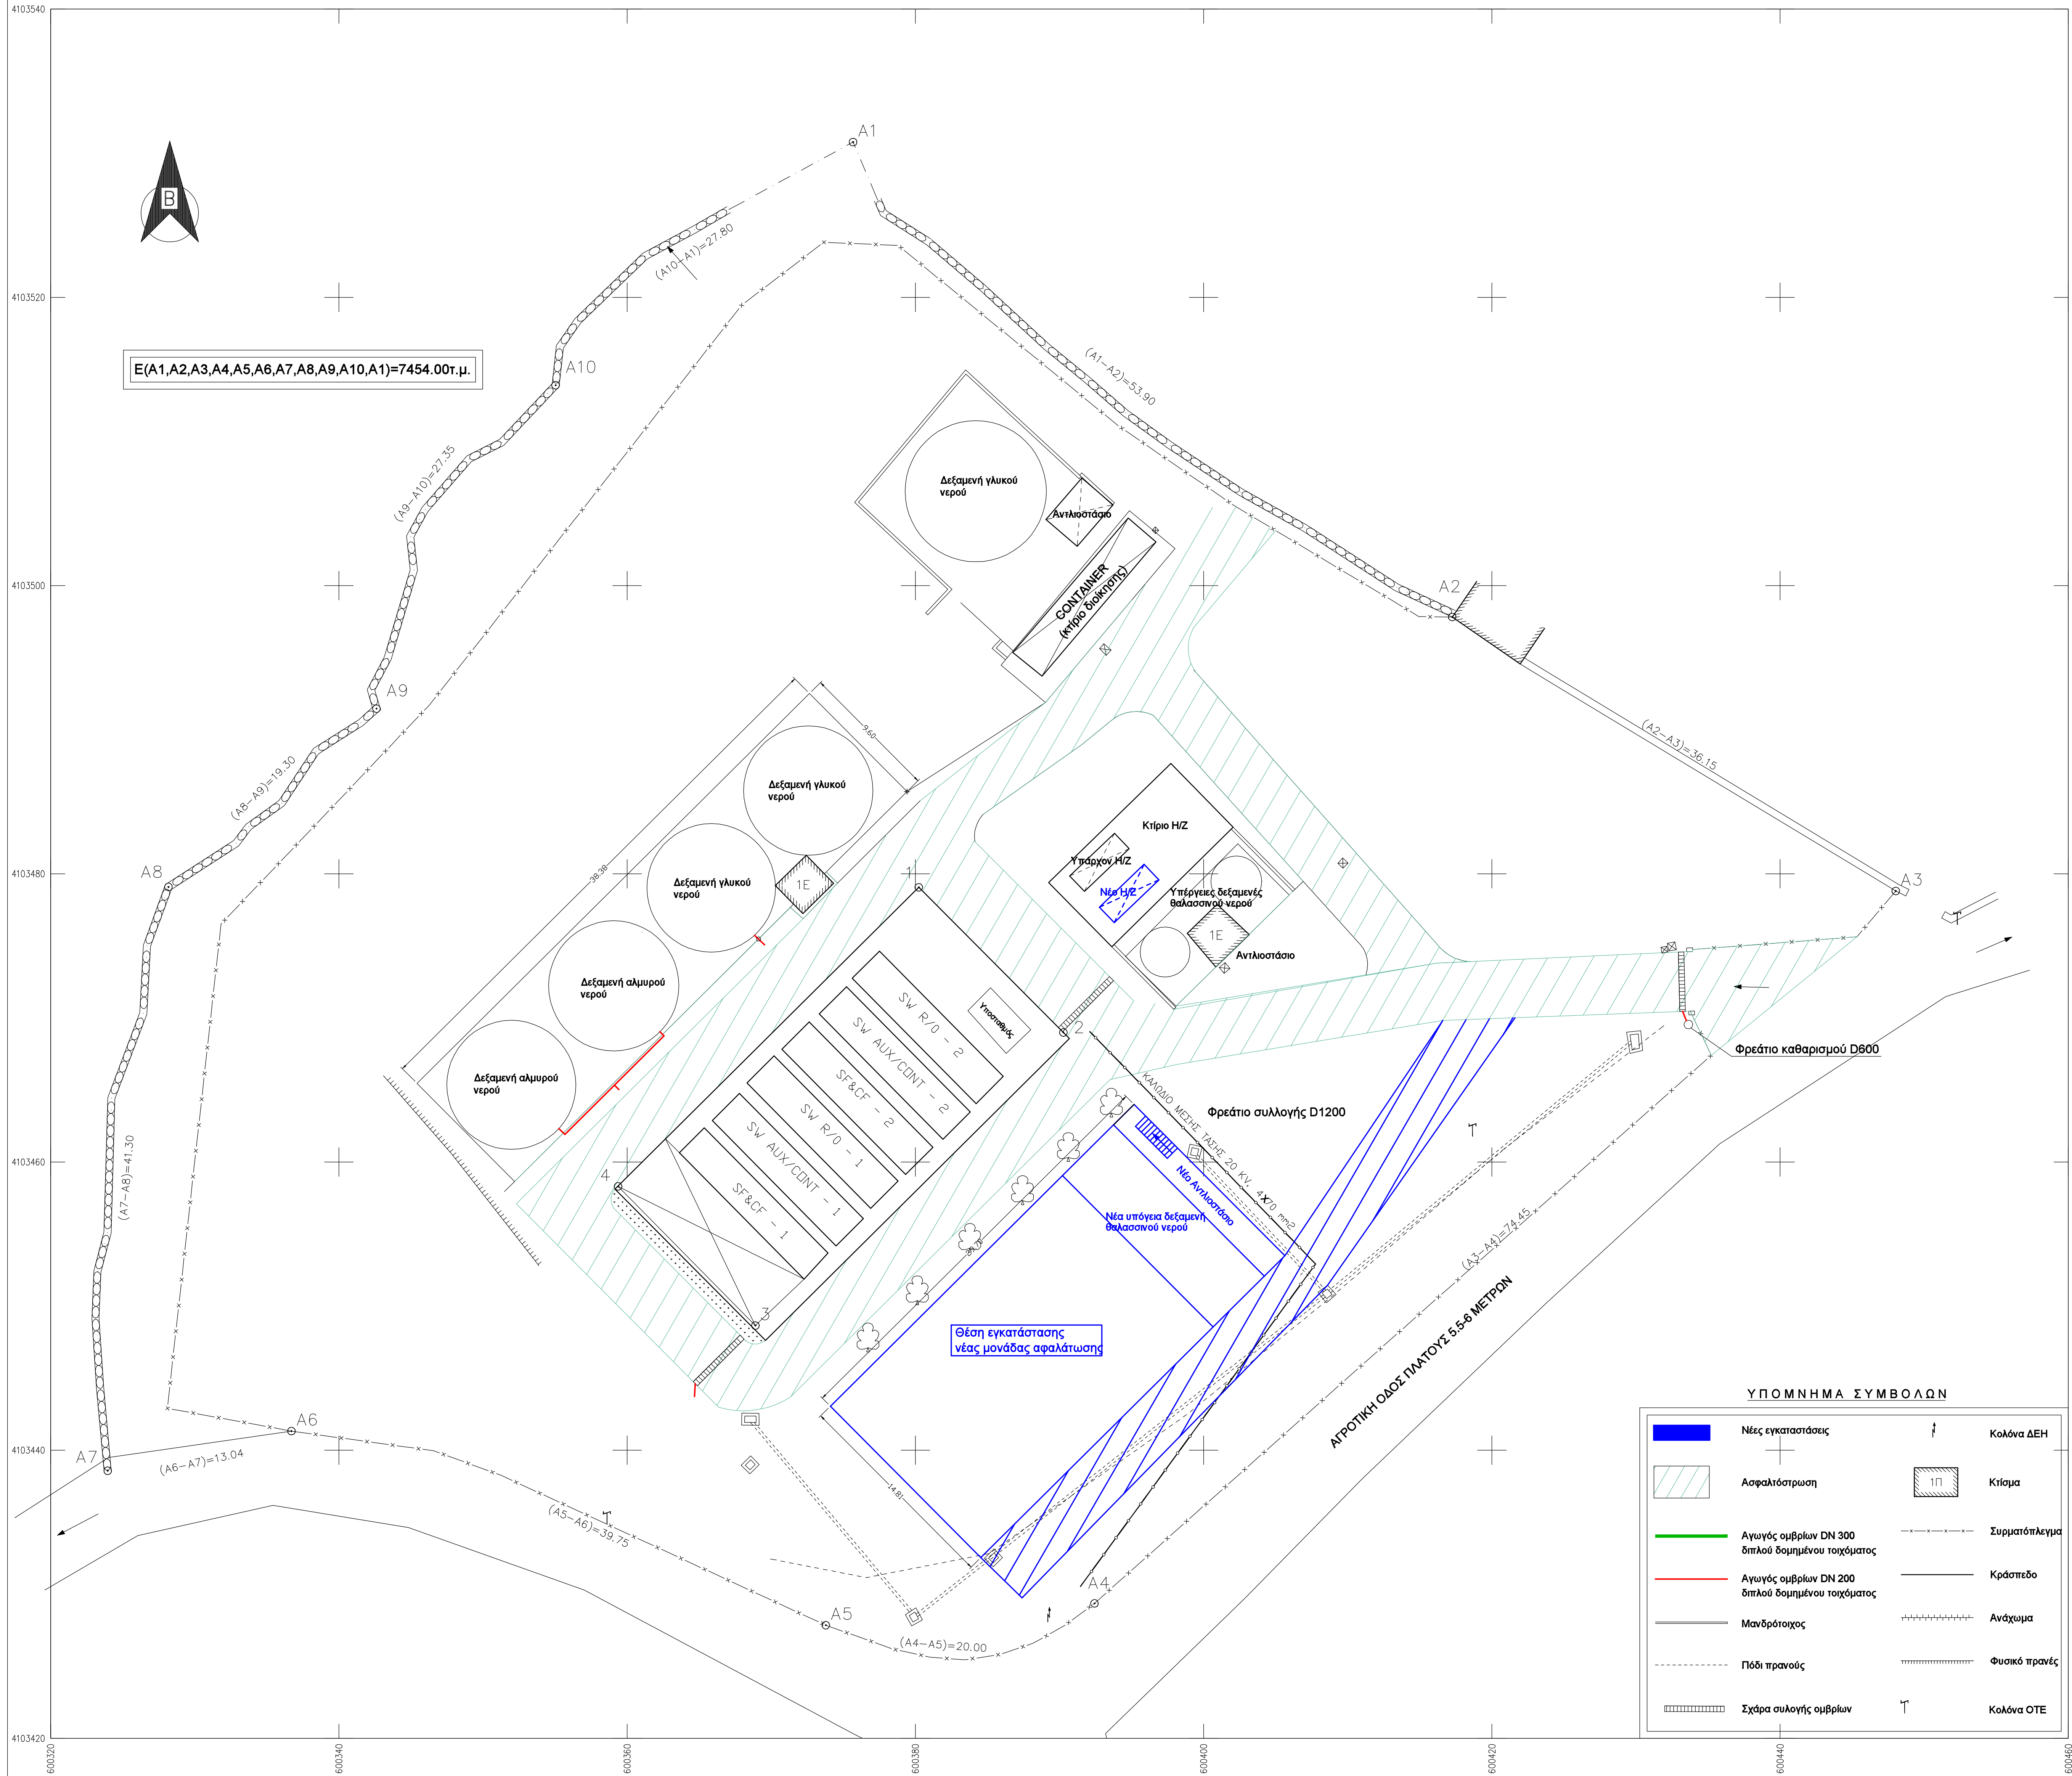 4103540
4103520
4103500
4103480
4103460
4103440
4103420
600320
600340
600360
600380
600400
600420
600440
600460
B
E(A1,A2,A3,A4,A5,A6,A7,A8,A9,A10,A1)=7454.00τ.μ.
A1
(A10-A1)=27.80
A10
(A1-A2)=53.90
(A9-A10)=27.35
Δεξαμενή γλυκού
νερού
Αντλιοστάσιο
CONTAINER
(κτίριο διοίκησης)
A2
A9
(A2-A3)=36.15
(A8-A9)=19.30
9.60
38.38
Δεξαμενή γλυκού
νερού
Κτίριο Η/Ζ
Υπάρχον Η/Ζ
Νέο Η/Ζ
Υπέργειες δεξαμενές
θαλασσινού νερού
1E
Αντλιοστάσιο
A8
Δεξαμενή γλυκού
νερού
1E
1
A3
Δεξαμενή αλμυρού
νερού
SW R/O - 2
Υποσταθμός
2
SW AUX/CONT - 2
SF&CF - 2
SW R/O - 1
SW AUX/CONT - 1
SF&CF - 1
Δεξαμενή αλμυρού
νερού
4
3
Φρεάτιο καθαρισμού D600
ΚΑΛΩΔΙΟ ΜΕΣΗΣ ΤΑΣΗΣ 20 KV, 4X70 mm2
Φρεάτιο συλλογής D1200
Νέο Αντλιοστάσιο
Νέα υπόγεια δεξαμενή
θαλασσινού νερού
(A7-A8)=41.30
(A3-A4)=74.45
ΑΓΡΟΤΙΚΗ ΟΔΟΣ ΠΛΑΤΟΥΣ 5.5-6 ΜΕΤΡΩΝ
Θέση εγκατάστασης
νέας μονάδας αφαλάτωσης
14.81
A6
A7
(A6-A7)=13.04
(A5-A6)=39.75
A5
(A4-A5)=20.00
A4
ΥΠΟΜΝΗΜΑ ΣΥΜΒΟΛΩΝ
Νέες εγκαταστάσεις
Κολόνα ΔΕΗ
Ασφαλτόστρωση
1Π
Κτίσμα
Αγωγός ομβρίων DN 300
διπλού δομημένου τοιχόματος
Συρματόπλεγμα
Αγωγός ομβρίων DN 200
διπλού δομημένου τοιχόματος
Κράσπεδο
Μανδρότοιχος
Ανάχωμα
Πόδι πρανούς
Φυσικό πρανές
Σχάρα συλογής ομβρίων
Κολόνα ΟΤΕ